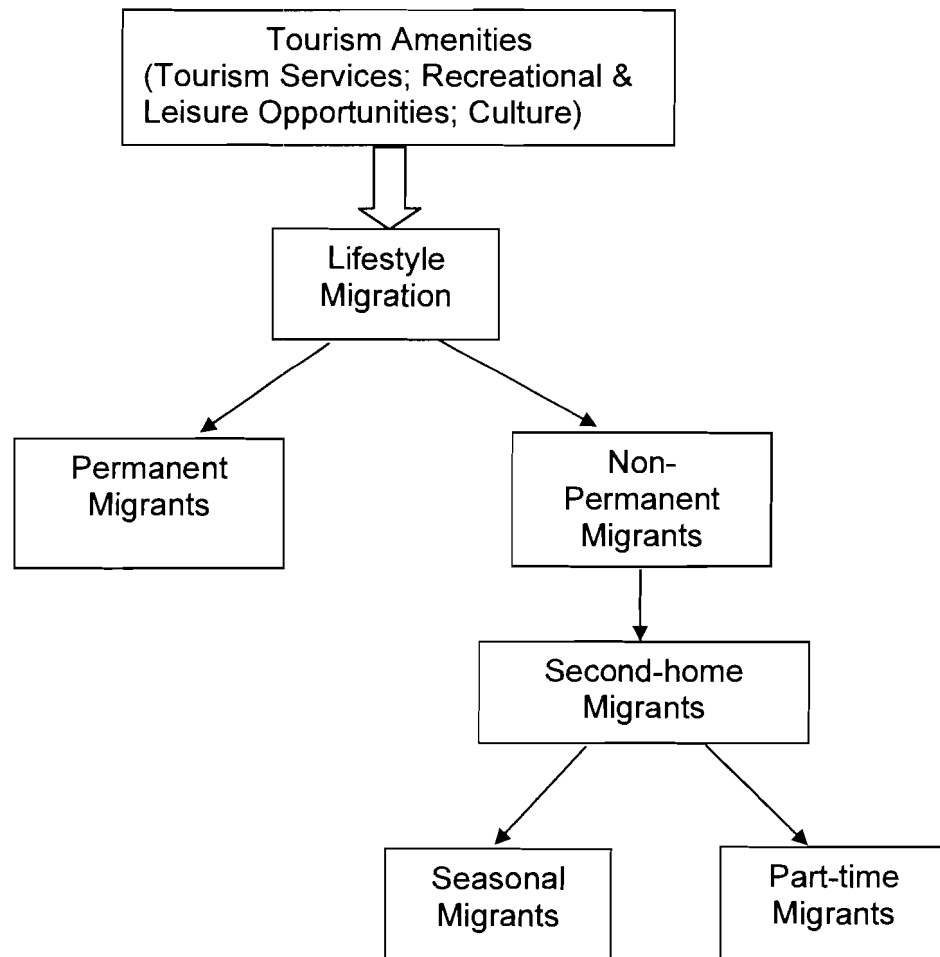 Tourism Amenities
(Tourism Services; Recreational &
Leisure Opportunities; Culture)
Lifestyle
Migration
Permanent
Migrants
Non-
Permanent
Migrants
Second-home
Migrants
Seasonal
Migrants
Part-time
Migrants